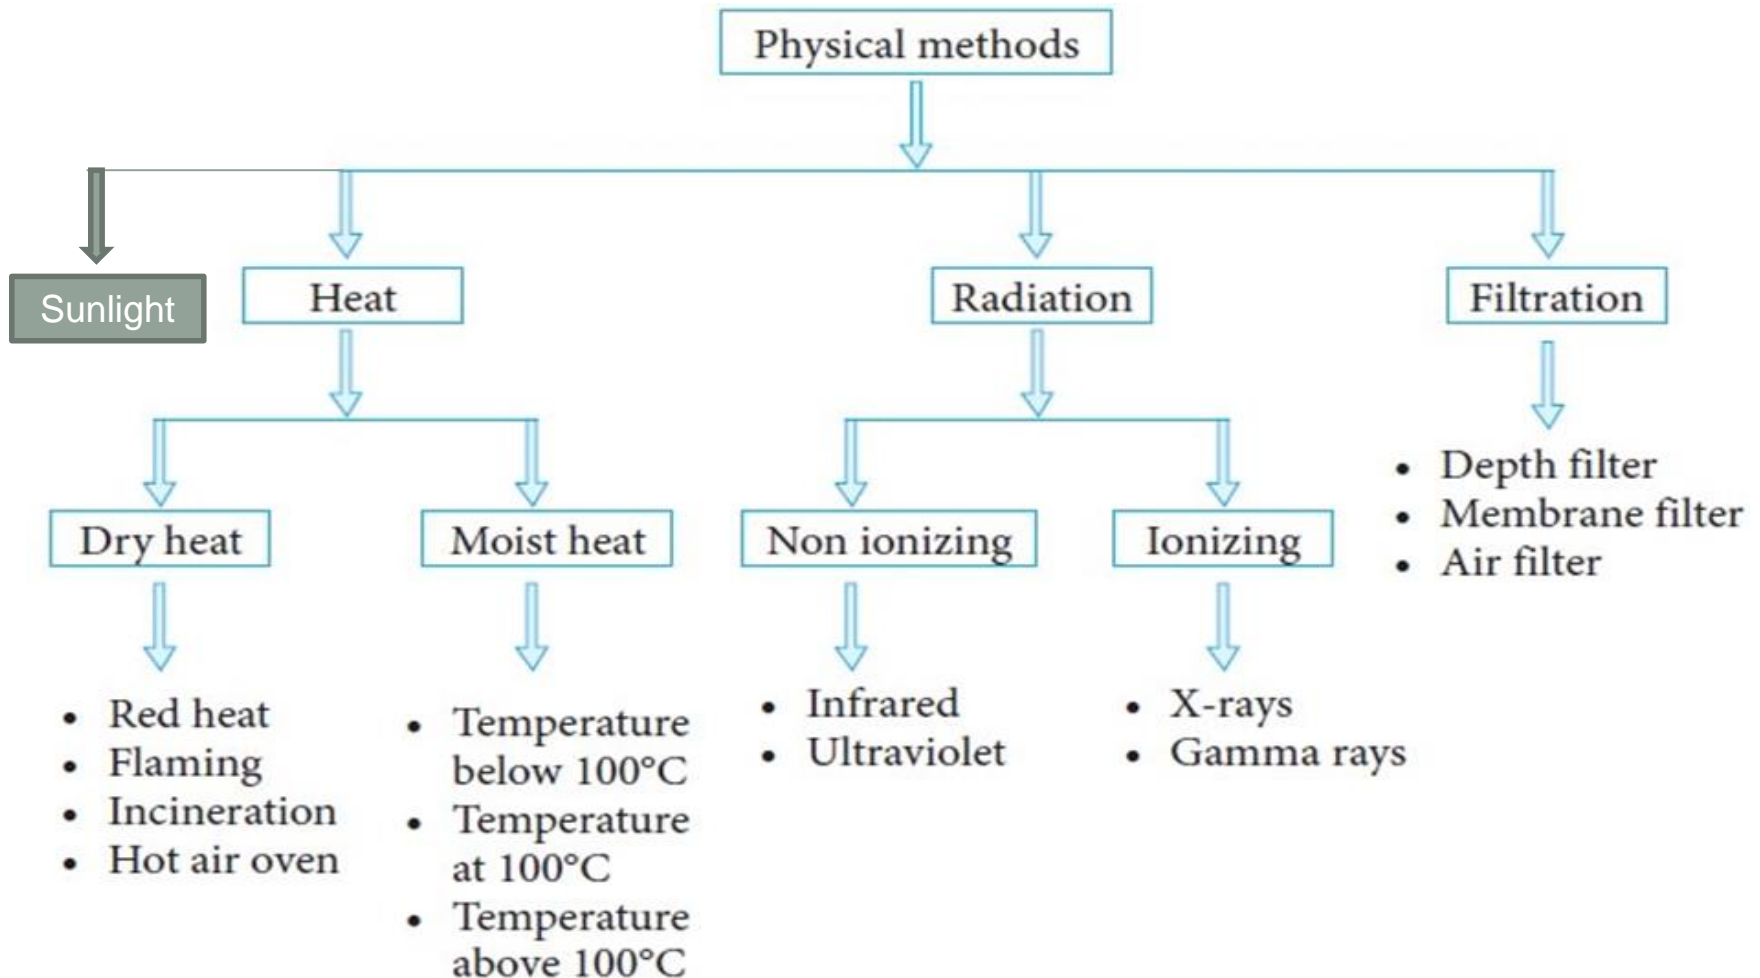 Physical methods
Sunlight
Heat
Radiation
Filtration
Dry heat
Moist heat
Non ionizing
Ionizing
• Depth filter
• Membrane filter
• Air filter
• Red heat
• Flaming
• Incineration
• Hot air oven
• Temperature
below 100°C
• Temperature
at 100°C
• Temperature
above 100°C
• Infrared
• Ultraviolet
• X-rays
• Gamma rays